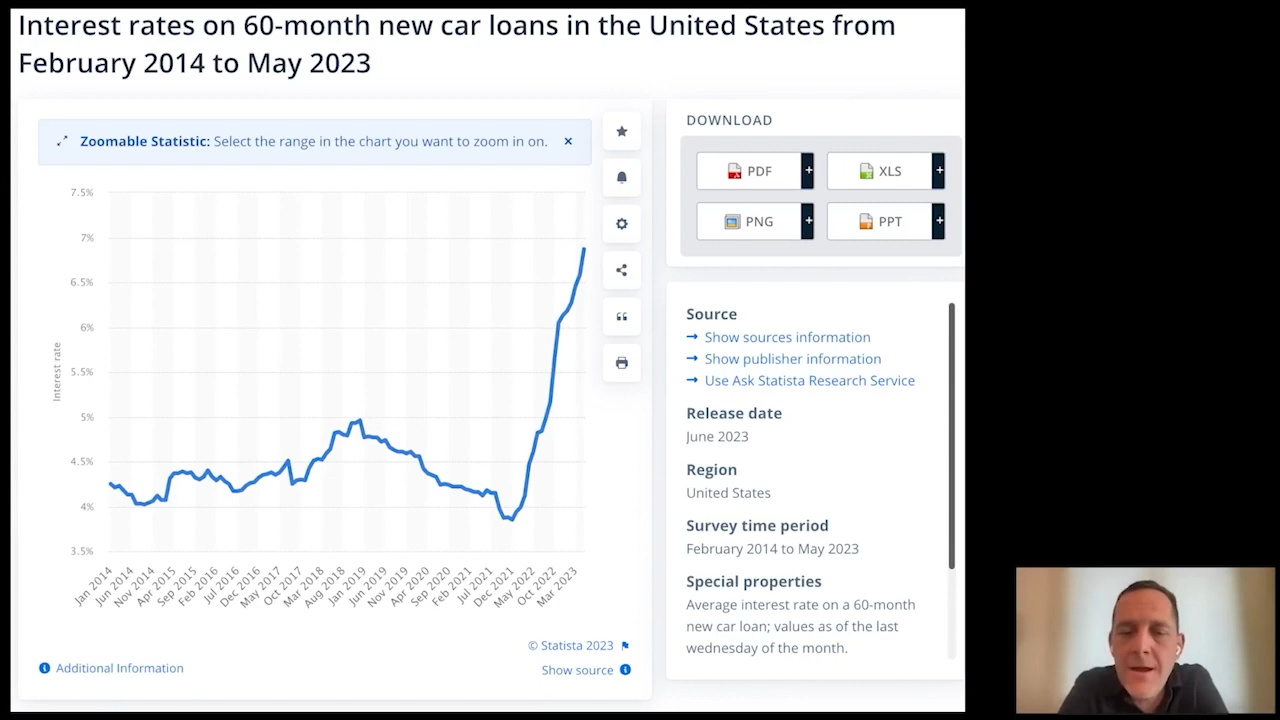 Interest rates on 60-month new car loans in the United States from
February 2014 to May 2023
Zoomable Statistic: Select the range in the chart you want to zoom in on.
7.5%
7%
6.5%
6%
5.5%
5%
4.5%
4%
3.5%
Interest rate
Jan 2014
Jun 2014
Nov 2014
Apr 2015
Sep 2015
Feb 2016
Jul 2016
Dec 2016
May 2017
Oct 2017
Mar 2018
Aug 2018
Jan 2019
Jun 2019
Nov 2019
Apr 2020
Sep 2020
Feb 2021
Jul 2021
Dec 2021
May 2022
Oct 2022
Mar 2023
© Statista 2023
Additional Information
Show source
DOWNLOAD
PDF +
XLS +
PNG +
PPT +
Source
→ Show sources information
→ Show publisher information
→ Use Ask Statista Research Service
Release date
June 2023
Region
United States
Survey time period
February 2014 to May 2023
Special properties
Average interest rate on a 60-month
new car loan; values as of the last
wednesday of the month.